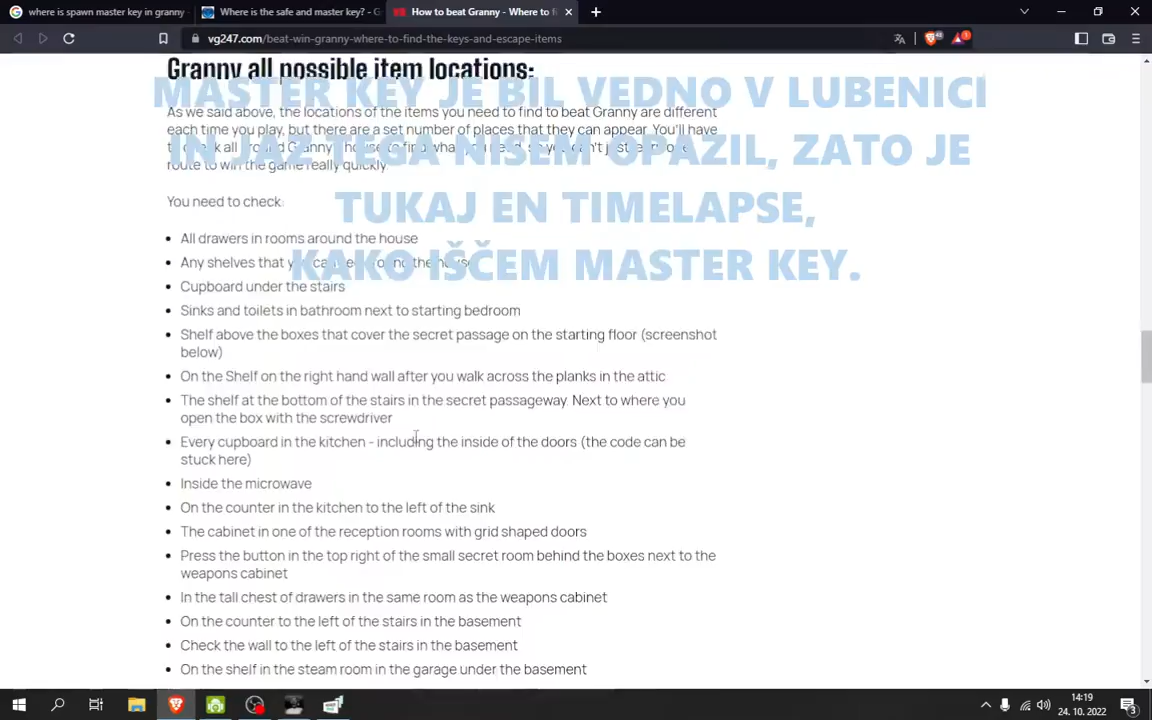 where is spawn master key in granny
Where is the safe and master key? - G
How to beat Granny - Where to fi
vg247.com/beat-win-granny-where-to-find-the-keys-and-escape-items
Granny all possible item locations:
MASTER KEY JE BIL VEDNO V LUBENICI
IN JAZ TEGA NISEM OPAZIL, ZATO JE
TUKAJ EN TIMELAPSE,
KAKO IŠČEM MASTER KEY.
As we said above, the locations of the items you need to find to beat Granny are different
each time you play, but there are a set number of places that they can appear. You'll have
to check all around Granny's house to find what you need, so you can't just
route to win the game really quickly.
You need to check:
All drawers in rooms around the house
Any shelves that you can see around the house
Cupboard under the stairs
Sinks and toilets in bathroom next to starting bedroom
Shelf above the boxes that cover the secret passage on the starting floor (screenshot
below)
On the Shelf on the right hand wall after you walk across the planks in the attic
The shelf at the bottom of the stairs in the secret passageway. Next to where you
open the box with the screwdriver
Every cupboard in the kitchen - including the inside of the doors (the code can be
stuck here)
Inside the microwave
On the counter in the kitchen to the left of the sink
The cabinet in one of the reception rooms with grid shaped doors
Press the button in the top right of the small secret room behind the boxes next to the
weapons cabinet
In the tall chest of drawers in the same room as the weapons cabinet
On the counter to the left of the stairs in the basement
Check the wall to the left of the stairs in the basement
On the shelf in the steam room in the garage under the basement
14:19
24. 10. 2022
3